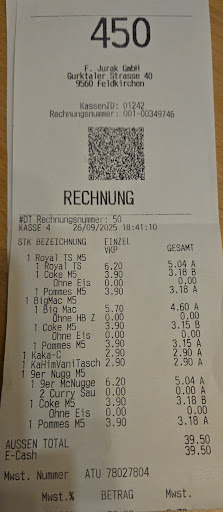 450
F. Jurak GmbH
Gurktaler Strasse 40
9560 Feldkirchen
KassenID: 01242
Rechnungsnummer: 001-00349746
RECHNUNG
#DT Rechnungsnummer: 50
KASSE 4 26/09/2025 18:41:10
STK BEZEICHNUNG EINZEL GESAMT
VKP
1 Royal TS M5
1 Royal TS 6.20 5.04 A
1 Coke M5 3.90 3.18 B
Ohne Eis 0.00 0.00
1 Pommes M5 3.90 3.18 A
1 BigMac M5
1 Big Mac 5.70 4.60 A
Ohne HB Z 0.00 0.00
1 Coke M5 3.90 3.15 B
Ohne Eis 0.00 0.00
1 Pommes M5 3.90 3.15 A
1 Kaka-C 2.90 2.90 A
1 KaHimVanTasch 2.90 2.90 A
1 9er Nugg M5
1 9er McNugge 6.20 5.04 A
2 Curry Sau 0.00 0.00 A
1 Coke M5 3.90 3.18 B
Ohne Eis 0.00 0.00
1 Pommes M5 3.90 3.18 A
AUSSEN TOTAL 39.50
E-Cash 39.50
Mwst. Nummer ATU 78027804
Mwst.% BETRAG Mwst.